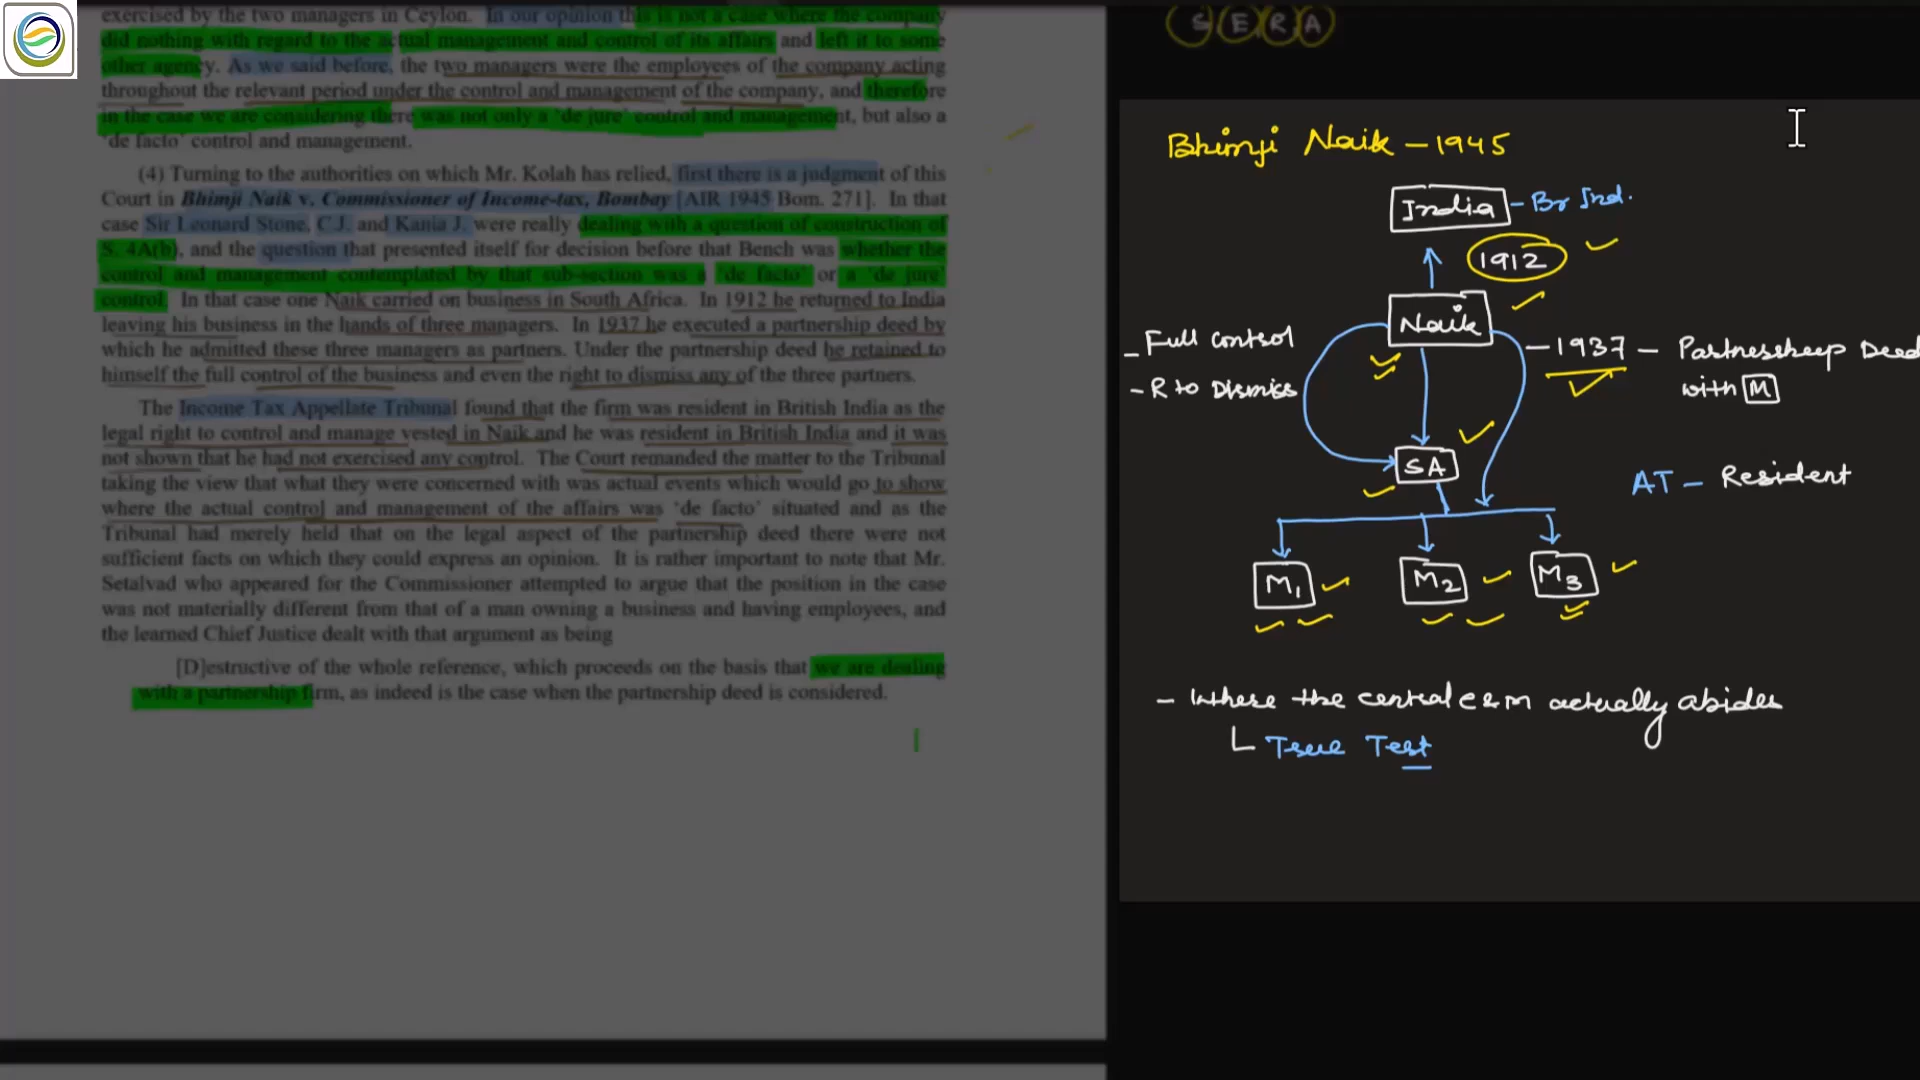 exercised by the two managers in Ceylon. In our opinion this is not a case where the company
did nothing with regard to the actual management and control of its affairs and left it to some
other agency. As we said before, the two managers were the employees of the company acting
throughout the relevant period under the control and management of the company, and therefore
in the case we are considering there was not only a 'de jure' control and management, but also a
'de facto' control and management.
(4) Turning to the authorities on which Mr. Kolah has relied, first there is a judgment of this
Court in Bhimji Naik v. Commissioner of Income-tax, Bombay [AIR 1945 Bom. 271]. In that
case Sir Leonard Stone, C.J. and Kania J. were really dealing with a question of construction of
S. 4A(b), and the question that presented itself for decision before that Bench was whether the
control and management contemplated by that sub-section was a 'de facto' or a 'de jure'
control. In that case one Naik carried on business in South Africa. In 1912 he returned to India
leaving his business in the hands of three managers. In 1937 he executed a partnership deed by
which he admitted these three managers as partners. Under the partnership deed he retained to
himself the full control of the business and even the right to dismiss any of the three partners.
The Income Tax Appellate Tribunal found that the firm was resident in British India as the
legal right to control and manage vested in Naik and he was resident in British India and it was
not shown that he had not exercised any control. The Court remanded the matter to the Tribunal
taking the view that what they were concerned with was actual events which would go to show
where the actual control and management of the affairs was 'de facto' situated and as the
Tribunal had merely held that on the legal aspect of the partnership deed there were not
sufficient facts on which they could express an opinion. It is rather important to note that Mr.
Setalvad who appeared for the Commissioner attempted to argue that the position in the case
was not materially different from that of a man owning a business and having employees, and
the learned Chief Justice dealt with that argument as being
[D]estructive of the whole reference, which proceeds on the basis that we are dealing
with a partnership firm, as indeed is the case when the partnership deed is considered.
S E R A
Bhimji Naik - 1945
India - Br Ind.
1912
Naik
- Full control
- R to Dismiss
- 1937 - Partnersheep Deed
with M
SA
AT - Resident
M1 M2 M3
- Where the central c & m actually abides
True Test